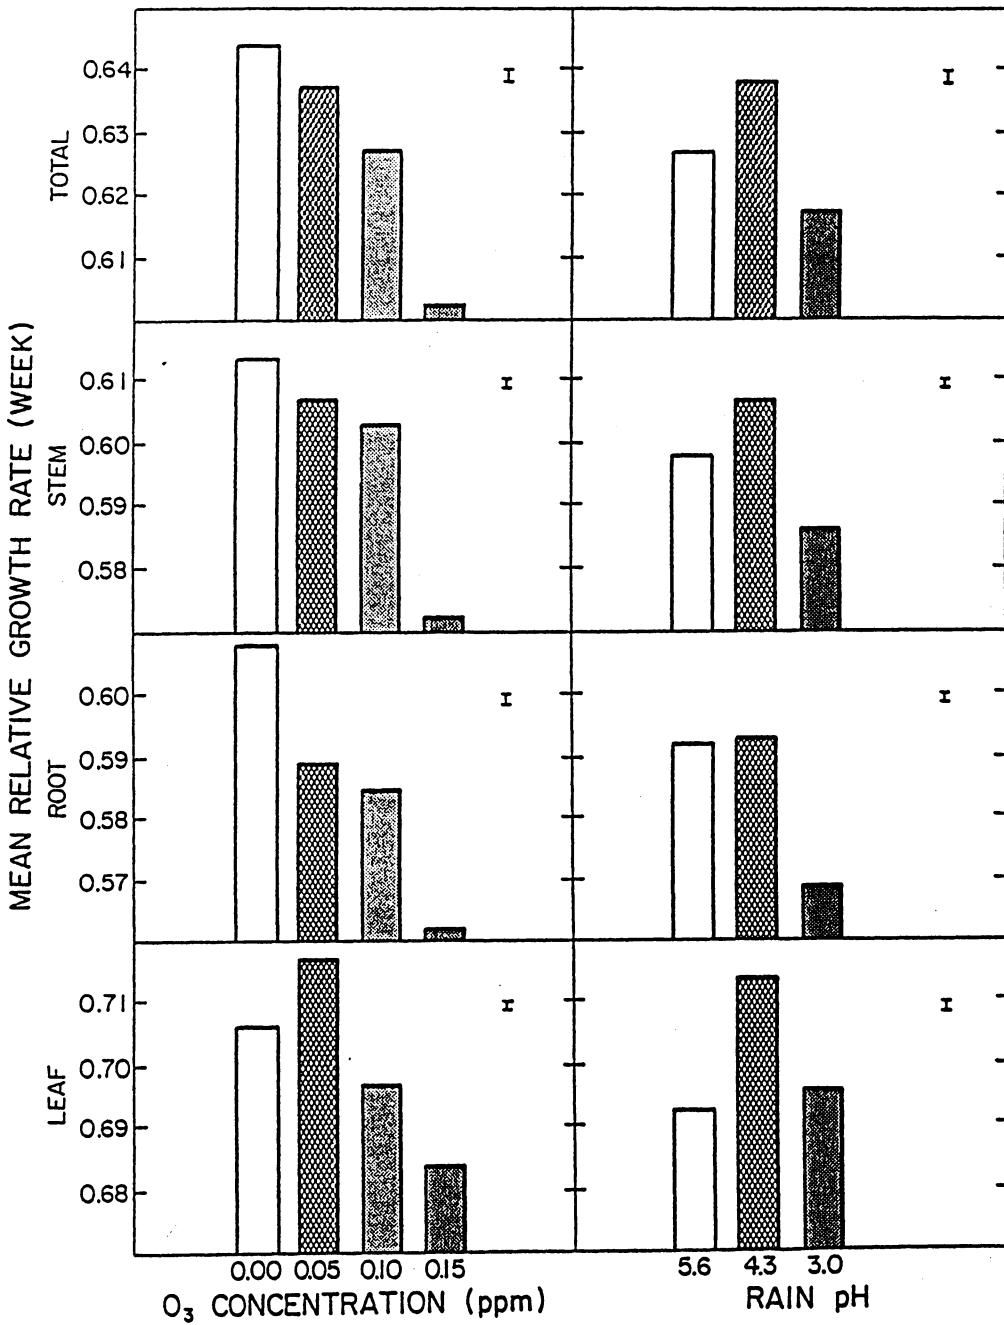 MEAN RELATIVE GROWTH RATE (WEEK)
TOTAL
0.64
0.63
0.62
0.61
STEM
0.61
0.60
0.59
0.58
ROOT
0.60
0.59
0.58
0.57
LEAF
0.71
0.70
0.69
0.68
0.00 0.05 0.10 0.15
5.6 4.3 3.0
O₃ CONCENTRATION (ppm)
RAIN pH